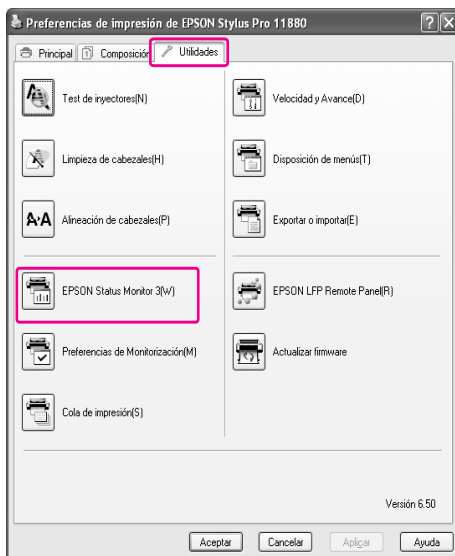 Preferencias de impresión de EPSON Stylus Pro 11880
Principal Composición Utilidades
Test de inyectores(N)
Velocidad y Avance(D)
Limpieza de cabezales(H)
Disposición de menús(T)
Alineación de cabezales(P)
Exportar o importar(E)
EPSON Status Monitor 3(W)
EPSON LFP Remote Panel(R)
Preferencias de Monitorización(M)
Actualizar firmware
Cola de impresión(S)
Versión 6.50
Aceptar Cancelar Aplicar Ayuda